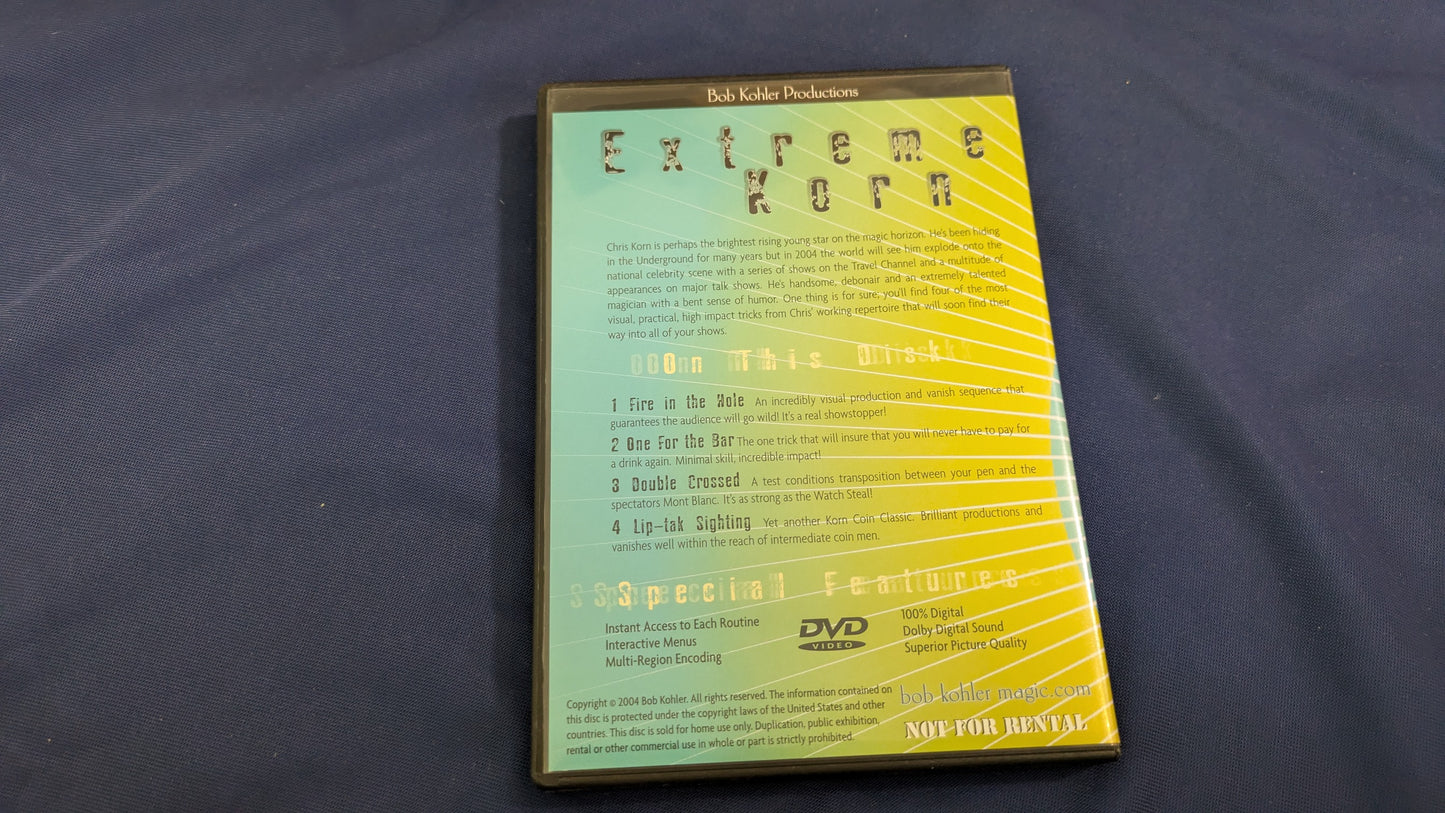 Bob Kohler Productions
Extreme
Korn
Chris Korn is perhaps the brightest rising young star on the magic horizon. He's been hiding
in the Underground for many years but in 2004 the world will see him explode onto the
national celebrity scene with a series of shows on the Travel Channel and a multitude of
appearances on major talk shows. He's handsome, debonair and an extremely talented
magician with a bent sense of humor. One thing is for sure, you'll find four of the most
visual, practical, high impact tricks from Chris' working repertoire that will soon find their
way into all of your shows.
On This Disk
1 Fire in the Hole An incredibly visual production and vanish sequence that
guarantees the audience will go wild! It's a real showstopper!
2 One For the Bar The one trick that will insure that you will never have to pay for
a drink again. Minimal skill, incredible impact!
3 Double Crossed A test conditions transposition between your pen and the
spectators Mont Blanc. It's as strong as the Watch Steal!
4 Lip-tak Sighting Yet another Korn Coin Classic. Brilliant productions and
vanishes well within the reach of intermediate coin men.
Special Features
Instant Access to Each Routine
Interactive Menus
Multi-Region Encoding
DVD
VIDEO
100% Digital
Dolby Digital Sound
Superior Picture Quality
Copyright © 2004 Bob Kohler. All rights reserved. The information contained on
this disc is protected under the copyright laws of the United States and other
countries. This disc is sold for home use only. Duplication, public exhibition,
rental or other commercial use in whole or part is strictly prohibited.
bob kohler magic.com
NOT FOR RENTAL